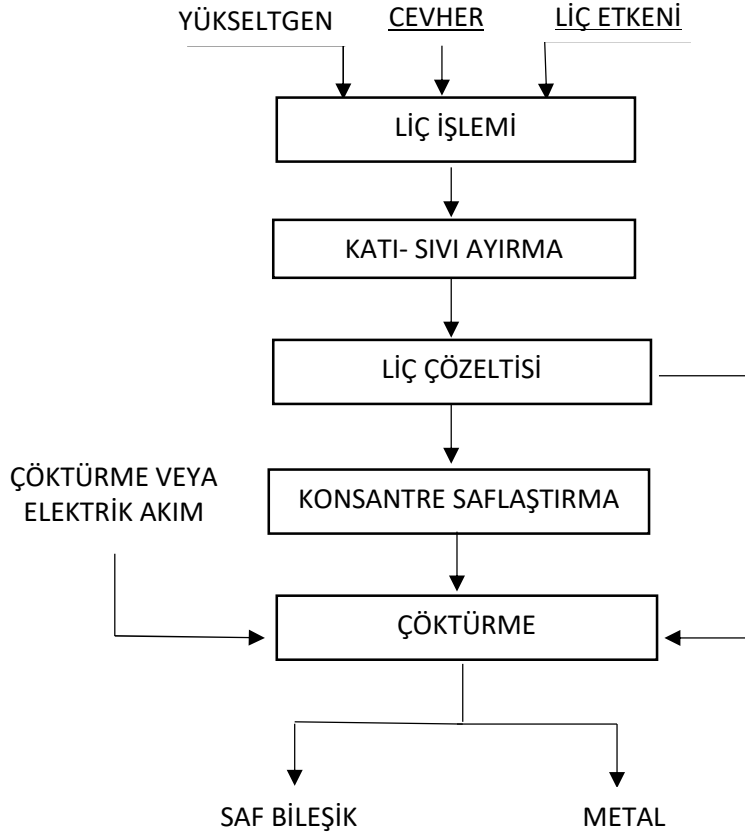 YÜKSELTGEN CEVHER LİÇ ETKENİ
LİÇ İŞLEMİ
KATI- SIVI AYIRMA
LİÇ ÇÖZELTİSİ
ÇÖKTÜRME VEYA
ELEKTRİK AKIM
KONSANTRE SAFLAŞTIRMA
ÇÖKTÜRME
SAF BİLEŞİK METAL